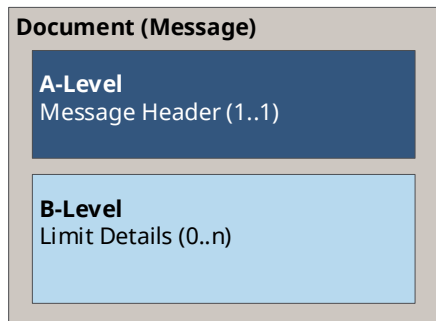 Document (Message)
A-Level
Message Header (1..1)
B-Level
Limit Details (0..n)